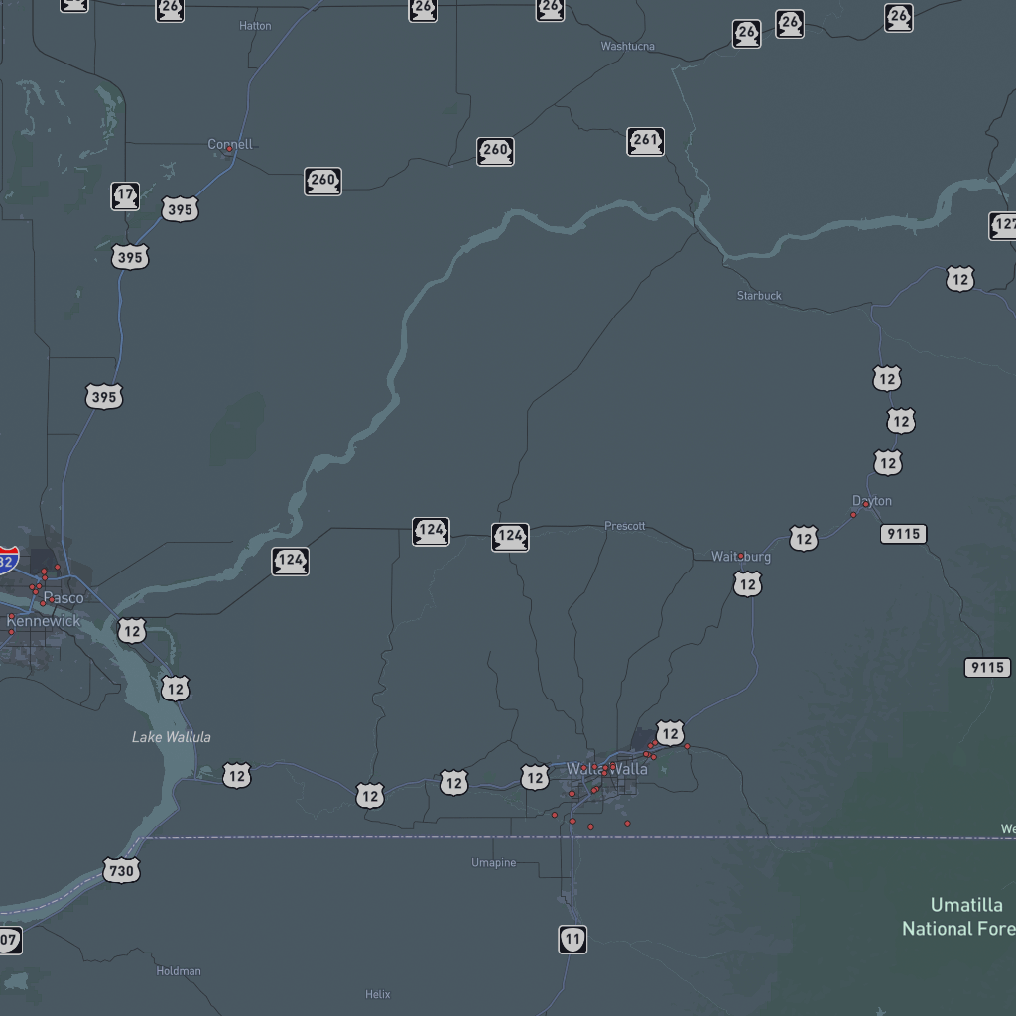 26
26
26
26
26
26
Hatton
Washtucna
Connell
260
261
260
17
395
127
395
12
Starbuck
12
395
12
12
Dayton
124
124
Prescott
12
9115
124
Waitsburg
12
Pasco
Kennewick
12
9115
12
Lake Wallula
12
12
12
12
12
Walla Walla
We
Umapine
730
Umatilla
National Fore
07
11
Holdman
Helix